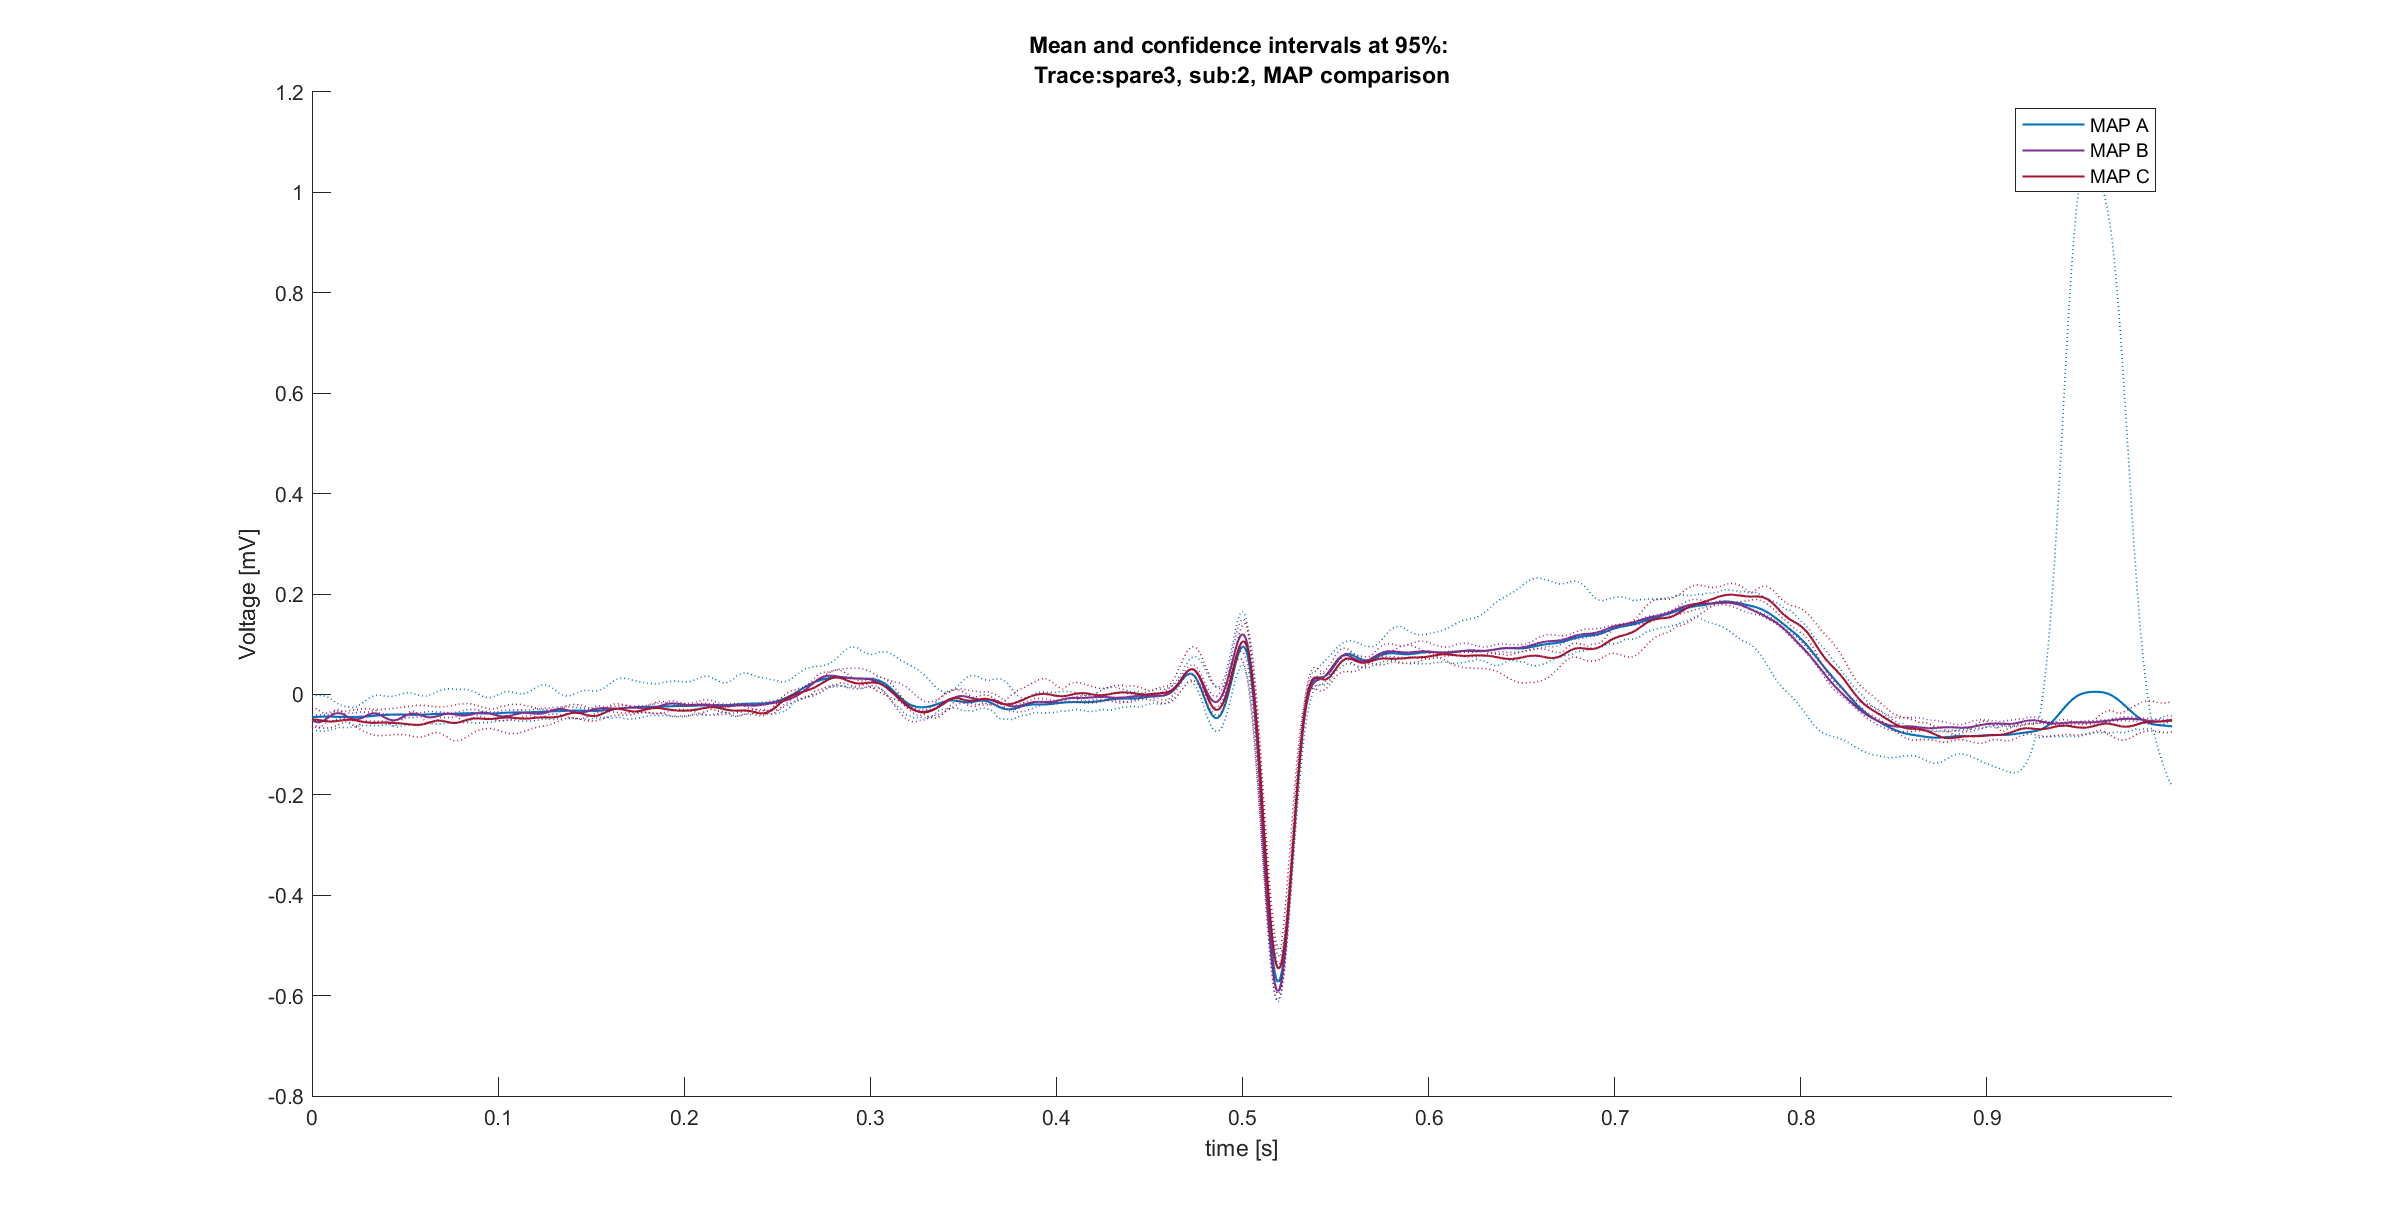 Mean and confidence intervals at 95%:
Trace:spare3, sub:2, MAP comparison
1.2
1
0.8
0.6
0.4
0.2
0
-0.2
-0.4
-0.6
-0.8
Voltage [mV]
MAP A
MAP B
MAP C
0 0.1 0.2 0.3 0.4 0.5 0.6 0.7 0.8 0.9
time [s]